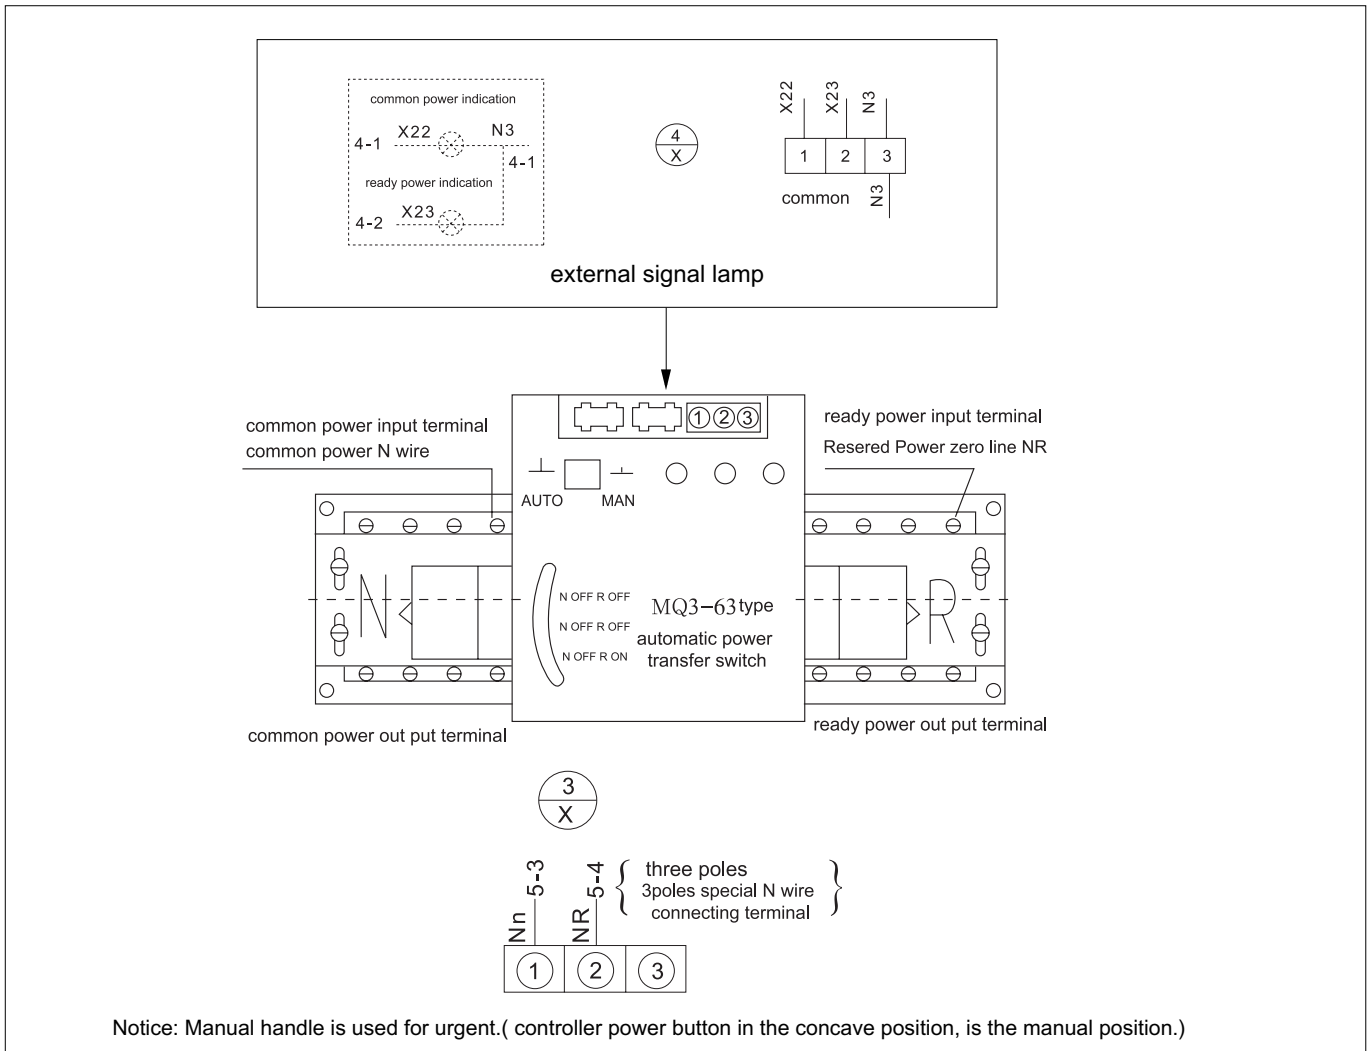 common power indication
4-1 X22 N3
4-1
ready power indication
4-2 X23
4
X
X22 X23 N3
1 2 3
common N3
external signal lamp
common power input terminal
common power N wire
ready power input terminal
Resered Power zero line NR
① ② ③
AUTO MAN
N
R
N OFF R OFF
N OFF R OFF
N OFF R ON
MQ3-63type
automatic power
transfer switch
common power out put terminal
ready power out put terminal
3
X
Nn 5-3
NR 5-4
three poles
3poles special N wire
connecting terminal
① ② ③
Notice: Manual handle is used for urgent.( controller power button in the concave position, is the manual position.)